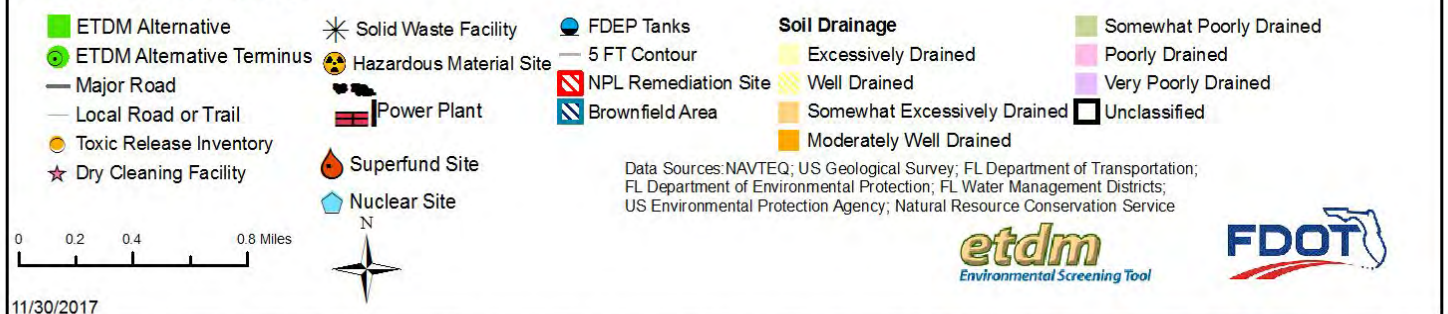 ETDM Alternative
ETDM Alternative Terminus
Major Road
Local Road or Trail
Toxic Release Inventory
Dry Cleaning Facility
Solid Waste Facility
Hazardous Material Site
Power Plant
Superfund Site
Nuclear Site
FDEP Tanks
5 FT Contour
NPL Remediation Site
Brownfield Area
Soil Drainage
Excessively Drained
Well Drained
Somewhat Excessively Drained
Moderately Well Drained
Somewhat Poorly Drained
Poorly Drained
Very Poorly Drained
Unclassified
Data Sources:NAVTEQ; US Geological Survey; FL Department of Transportation;
FL Department of Environmental Protection; FL Water Management Districts;
US Environmental Protection Agency; Natural Resource Conservation Service
0 0.2 0.4 0.8 Miles
N
etdm
Environmental Screening Tool
FDOT
11/30/2017